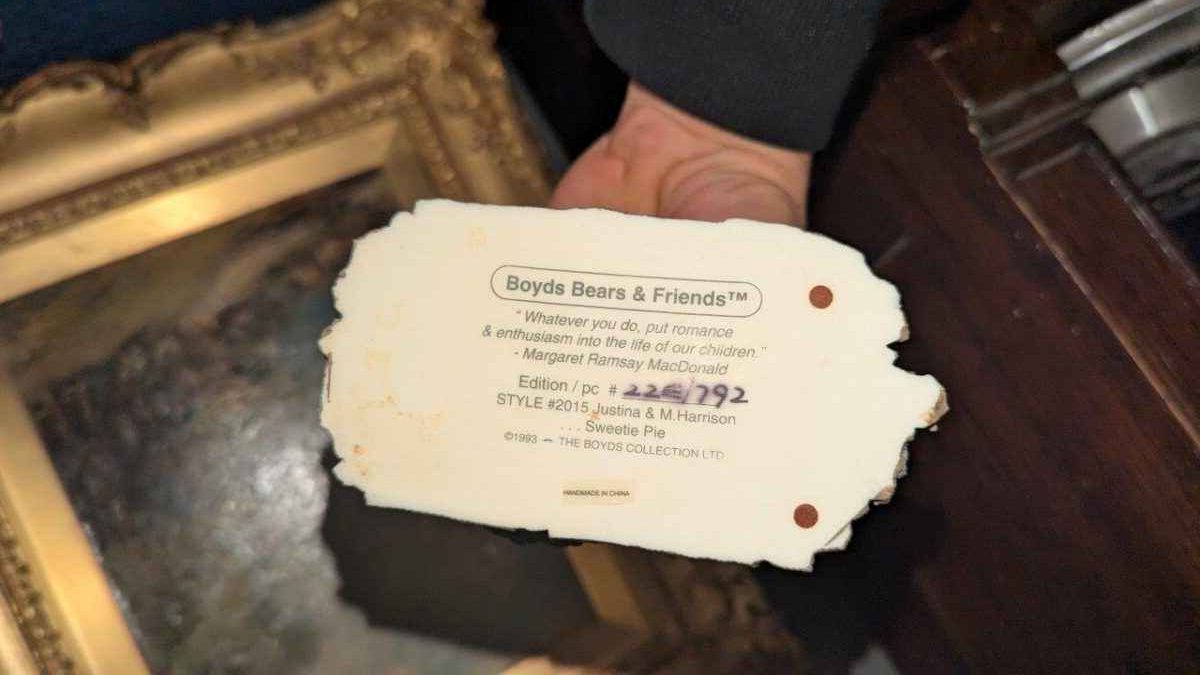 Boyds Bears & Friends™
"Whatever you do, put romance
& enthusiasm into the life of our children."
- Margaret Ramsay MacDonald
Edition / pc # 22E/792
STYLE #2015 Justina & M.Harrison
. . . Sweetie Pie
©1993 — THE BOYDS COLLECTION LTD
HANDMADE IN CHINA